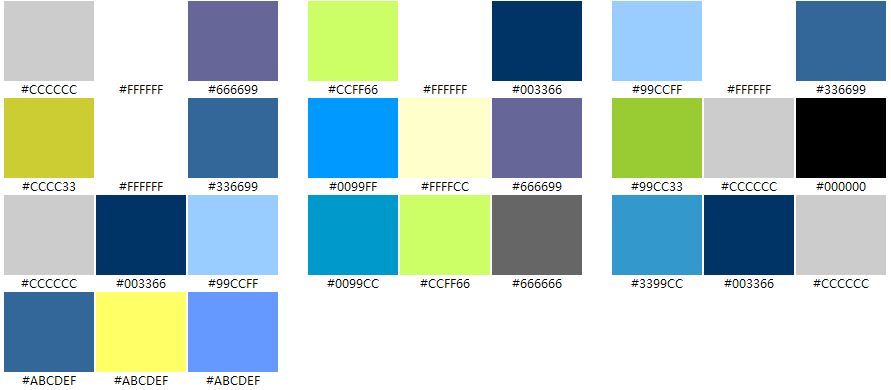 #CCCCCC #FFFFFF #666699 #CCFF66 #FFFFFF #003366 #99CCFF #FFFFFF #336699
#CCCC33 #FFFFFF #336699 #0099FF #FFFFCC #666699 #99CC33 #CCCCCC #000000
#CCCCCC #003366 #99CCFF #0099CC #CCFF66 #666666 #3399CC #003366 #CCCCCC
#ABCDEF #ABCDEF #ABCDEF